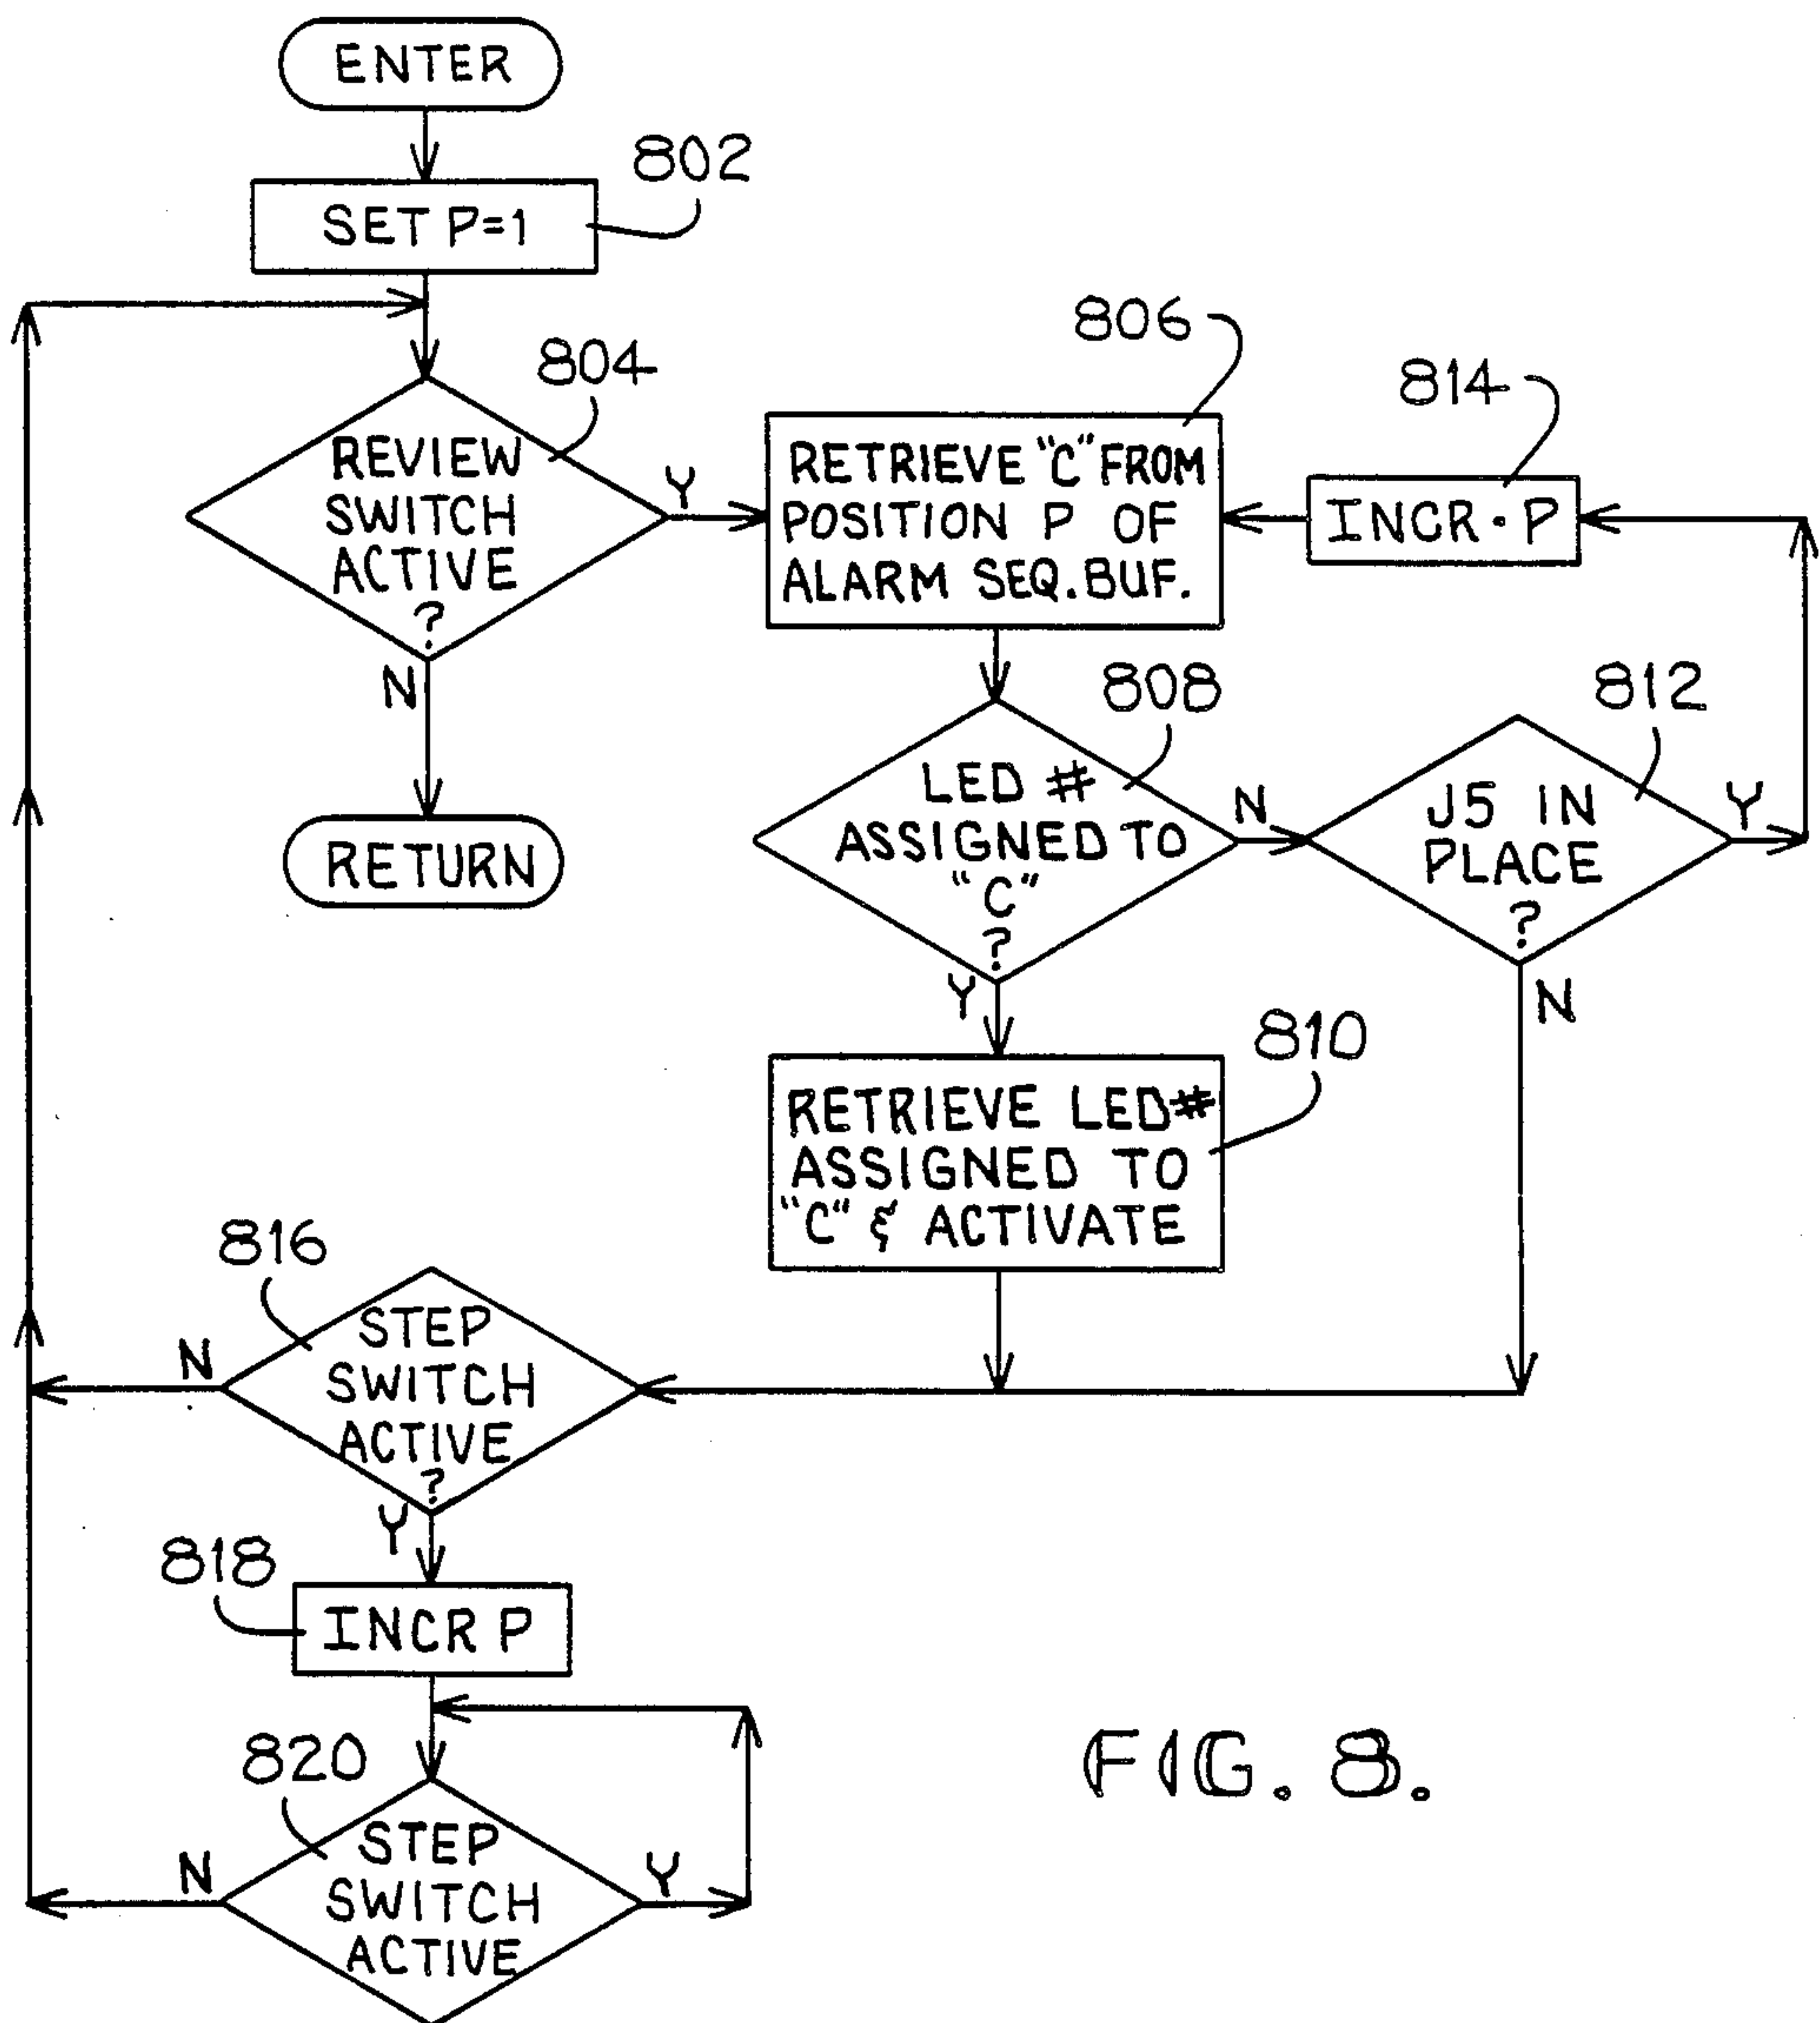 ENTER
802
SET P=1
804
REVIEW
SWITCH
ACTIVE
?
Y
N
RETURN
806
RETRIEVE "C" FROM
POSITION P OF
ALARM SEQ. BUF.
814
INCR. P
808
LED #
ASSIGNED TO
"C"
?
N
Y
812
J5 IN
PLACE
?
Y
N
810
RETRIEVE LED#
ASSIGNED TO
"C" & ACTIVATE
816
STEP
SWITCH
ACTIVE
?
N
Y
818
INCR P
820
STEP
SWITCH
ACTIVE
N
Y
FIG. 8.